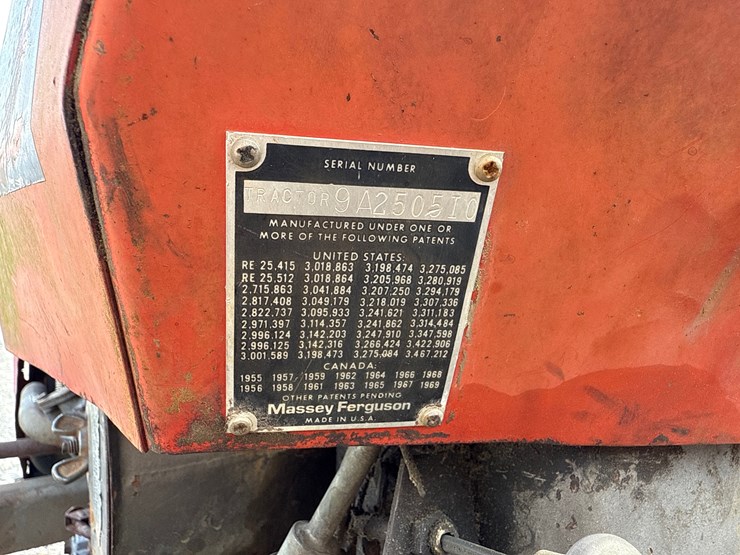 SERIAL NUMBER
TRACTOR 9A250510
MANUFACTURED UNDER ONE OR
MORE OF THE FOLLOWING PATENTS
UNITED STATES:
RE 25,415 3,018,863 3,198,474 3,275,085
RE 25,512 3,018,864 3,205,968 3,280,919
2,715,863 3,041,884 3,207,250 3,294,179
2,817,408 3,049,179 3,218,019 3,307,336
2,822,737 3,095,933 3,241,621 3,311,183
2,971,397 3,114,357 3,241,862 3,314,484
2,996,124 3,142,203 3,247,910 3,347,598
2,996,125 3,142,316 3,266,424 3,422,906
3,001,589 3,198,473 3,275,084 3,467,212
CANADA:
1955 1957 1959 1962 1964 1966 1968
1956 1958 1961 1963 1965 1967 1969
OTHER PATENTS PENDING
Massey Ferguson
MADE IN U.S.A.